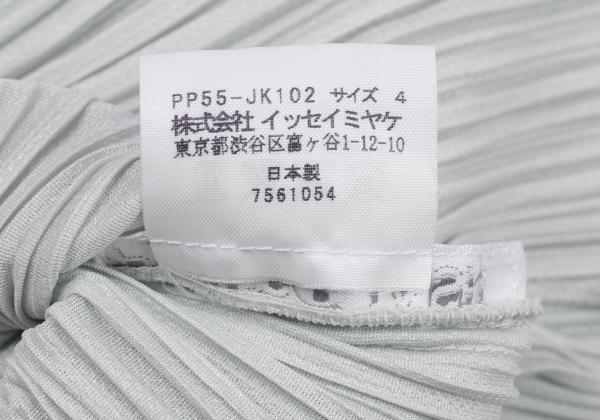 PP55-JK102 サイズ 4
株式会社 イッセイミヤケ
東京都渋谷区富ヶ谷1-12-10
日本製
7561054